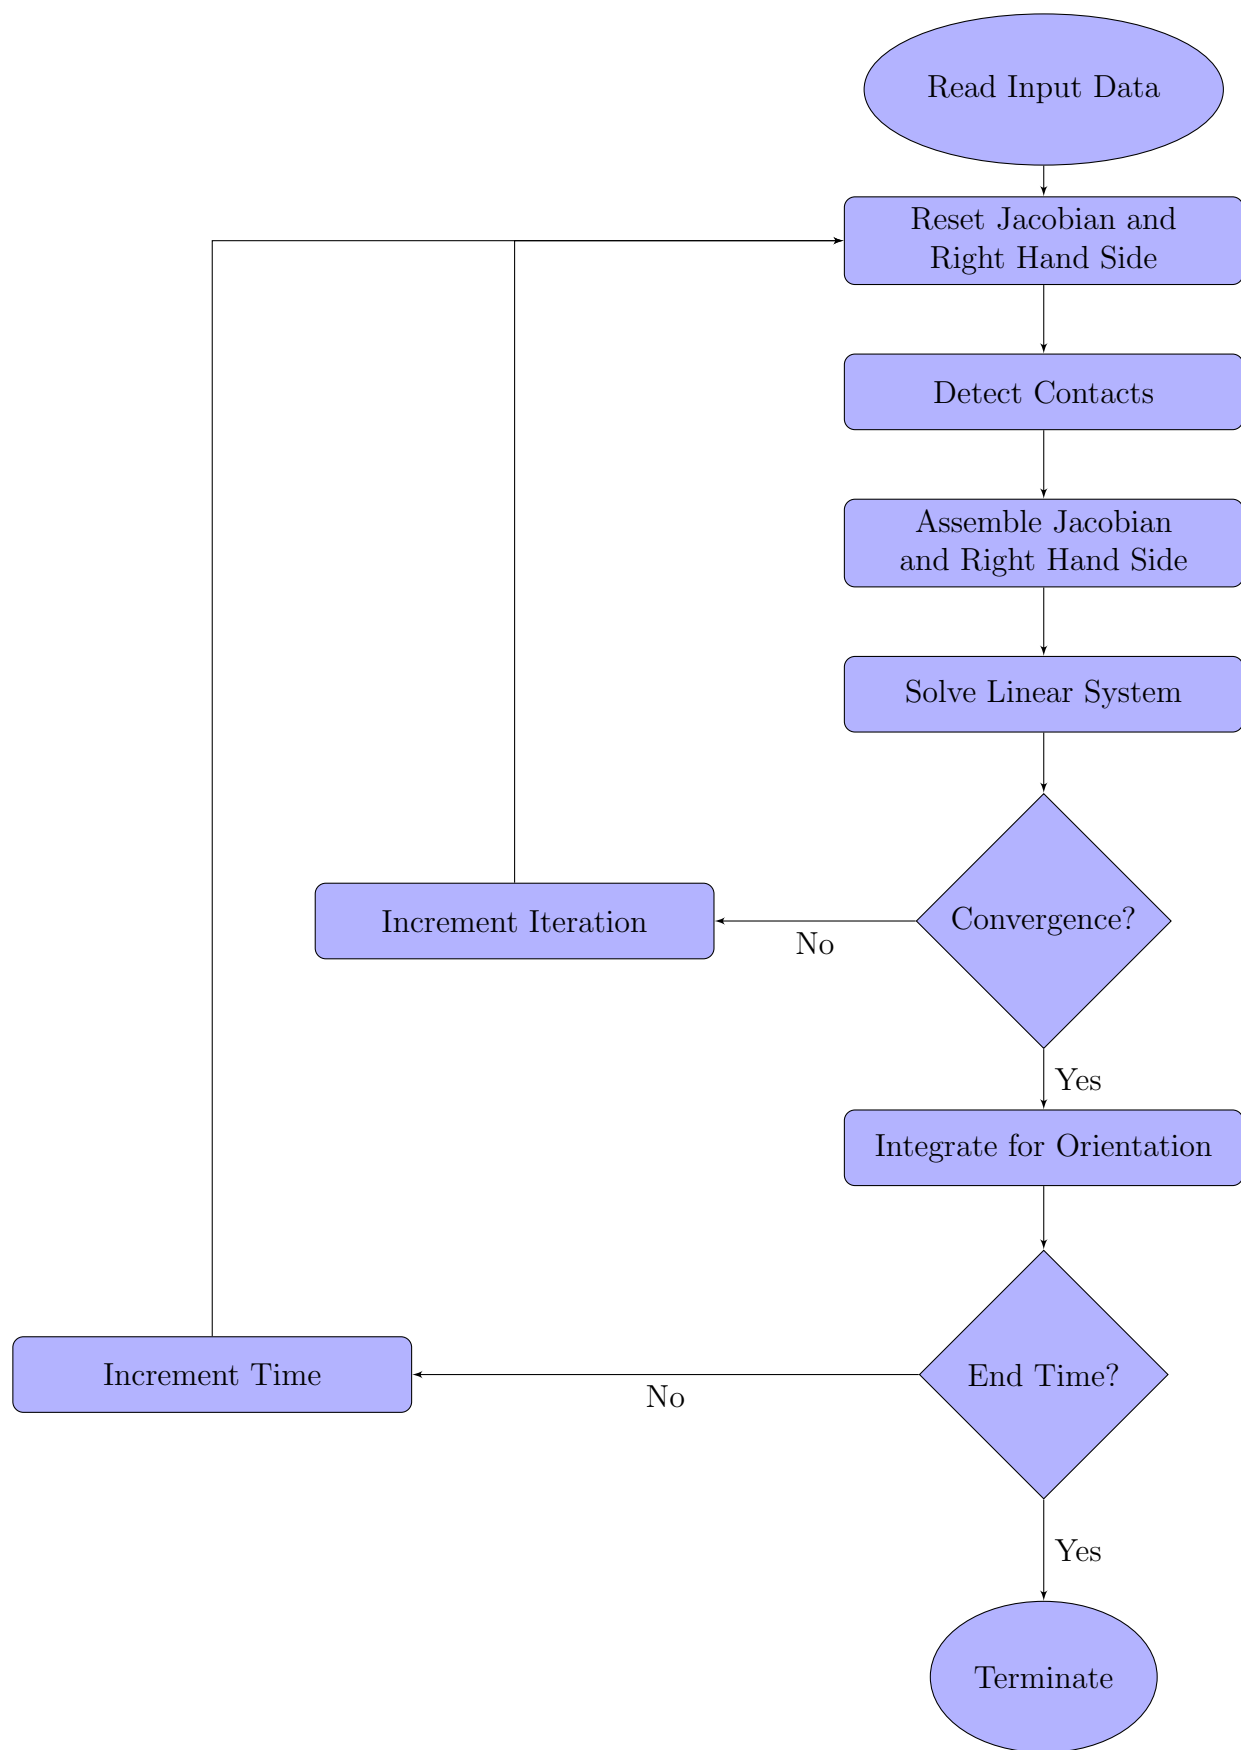 Read Input Data
Reset Jacobian and
Right Hand Side
Detect Contacts
Assemble Jacobian
and Right Hand Side
Solve Linear System
Convergence?
No
Increment Iteration
Yes
Integrate for Orientation
End Time?
No
Increment Time
Yes
Terminate